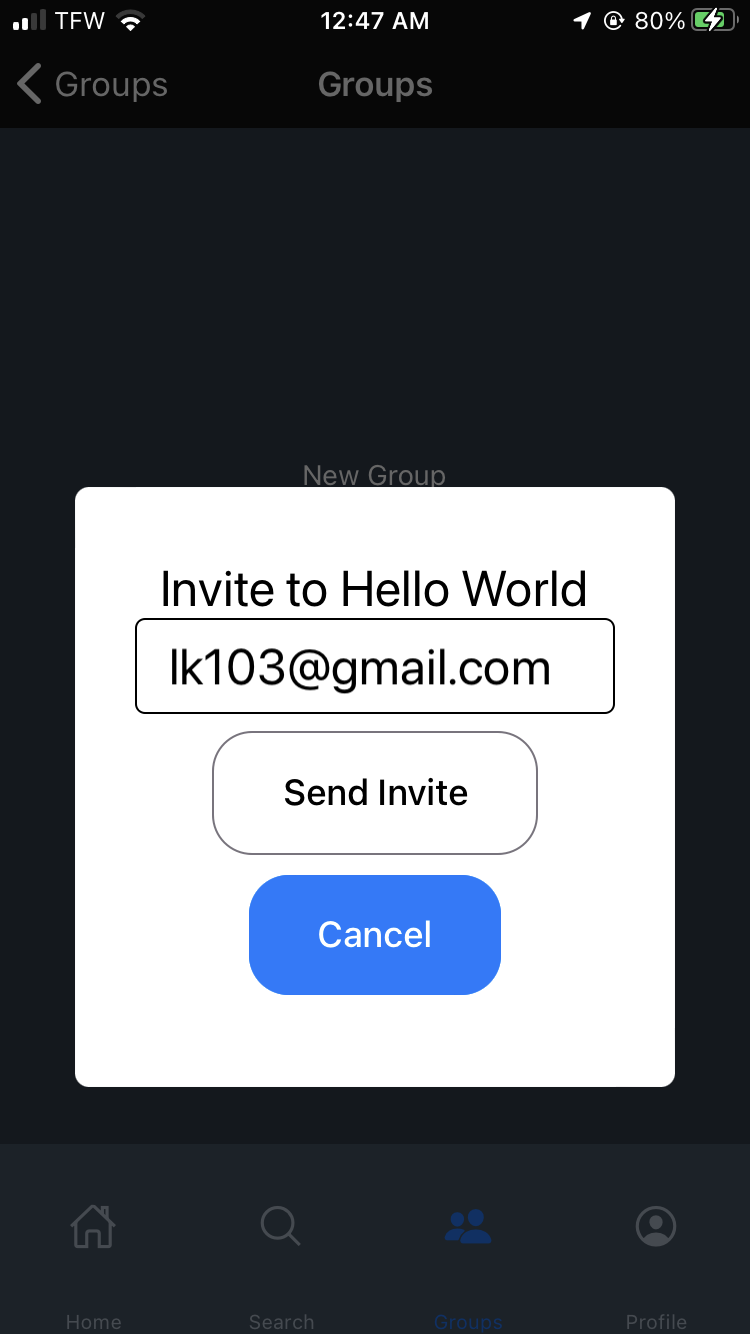 TFW 12:47 AM 80%
Groups Groups
New Group
Invite to Hello World
lk103@gmail.com
Send Invite
Cancel
Home Search Groups Profile